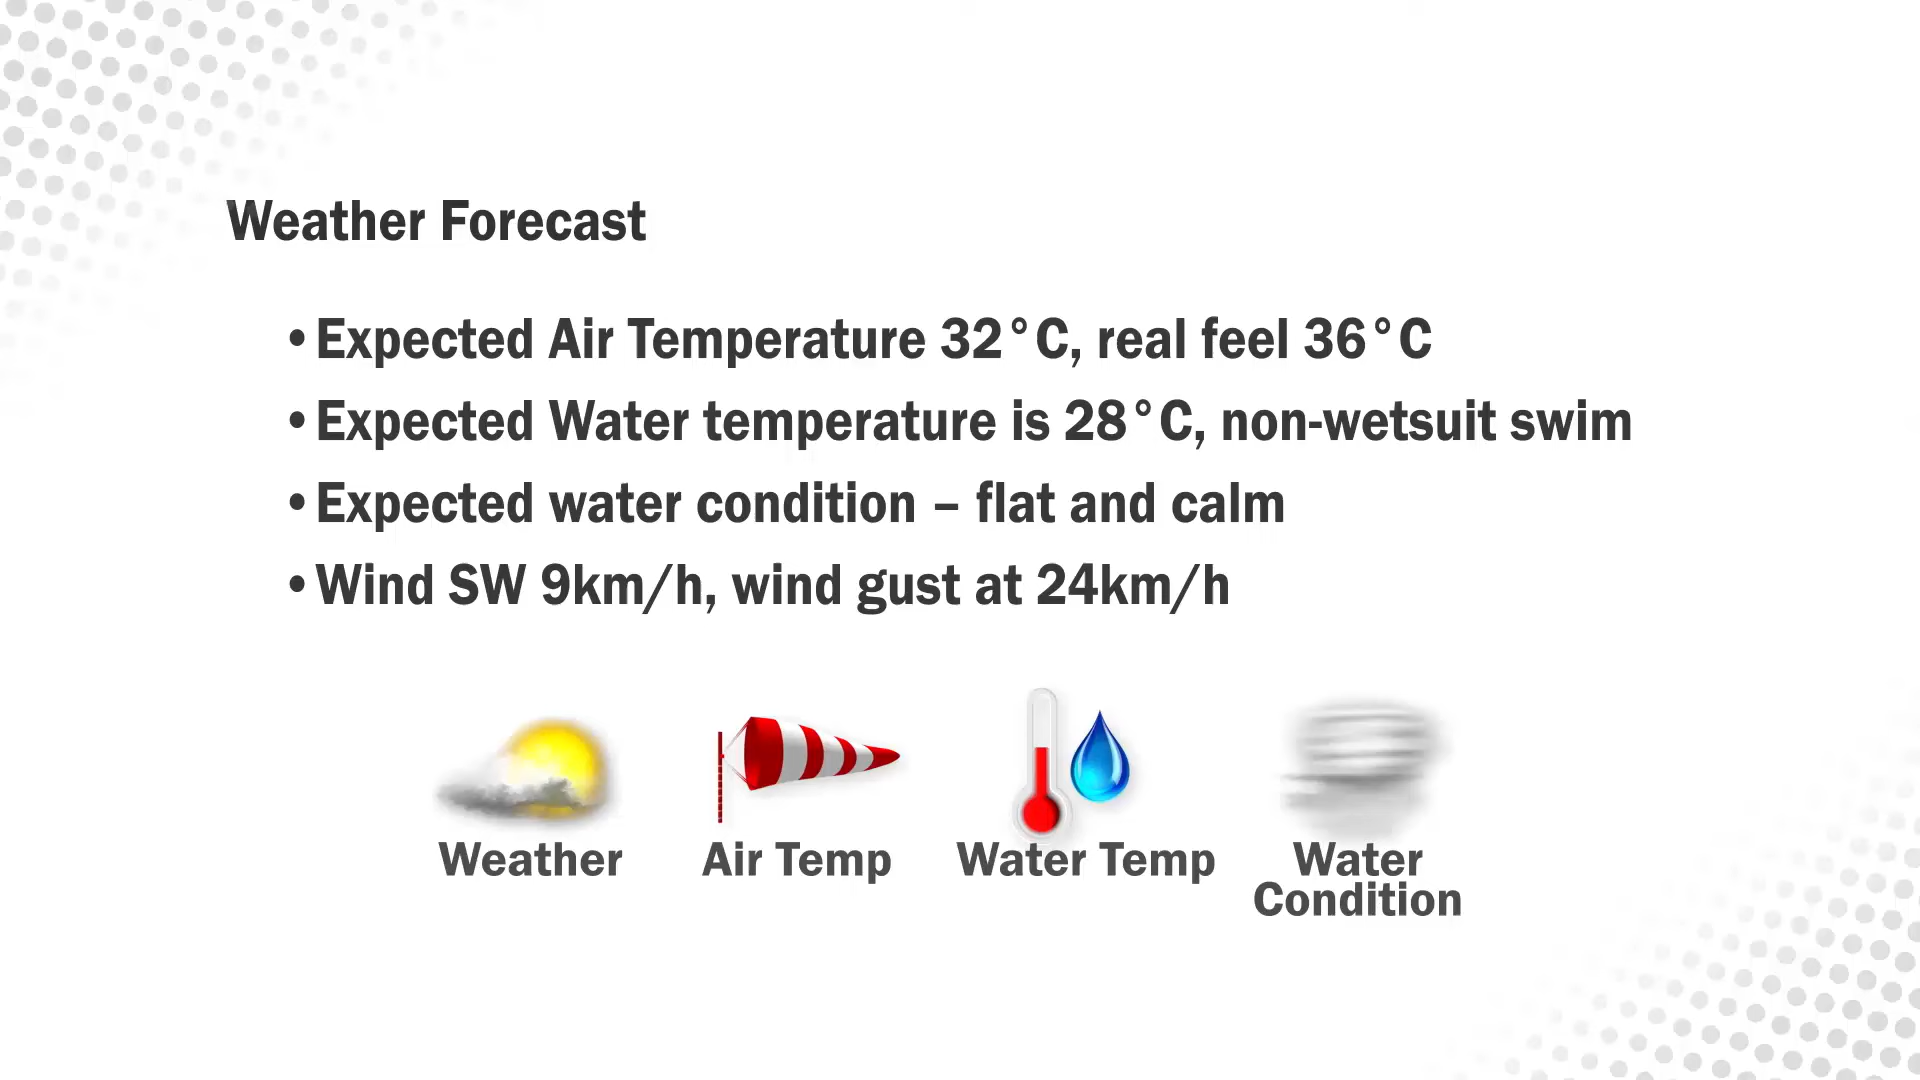 Weather Forecast
• Expected Air Temperature 32°C, real feel 36°C
• Expected Water temperature is 28°C, non-wetsuit swim
• Expected water condition – flat and calm
• Wind SW 9km/h, wind gust at 24km/h
Weather
Air Temp
Water Temp
Water
Condition